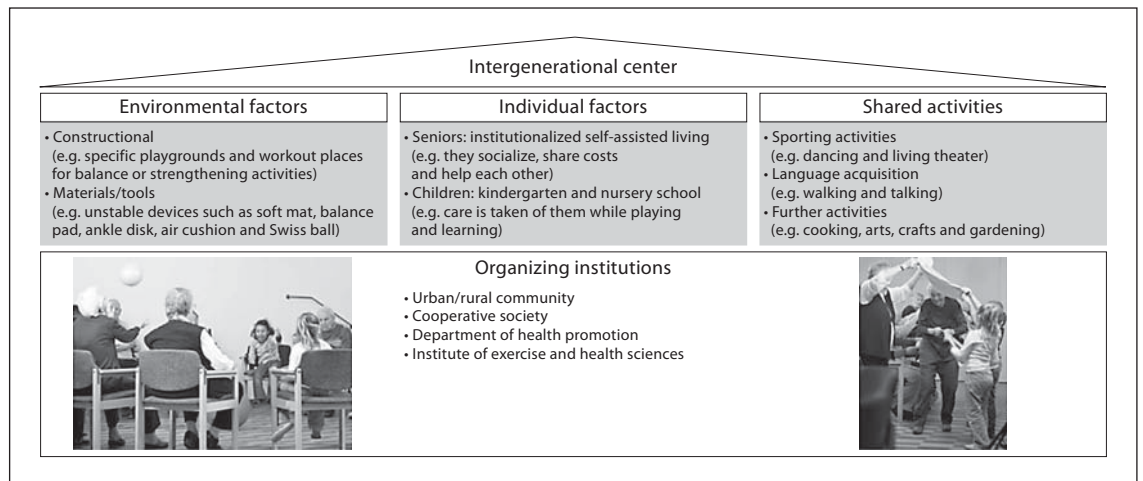 Intergenerational center
Environmental factors
• Constructional
(e.g. specific playgrounds and workout places
for balance or strengthening activities)
• Materials/tools
(e.g. unstable devices such as soft mat, balance
pad, ankle disk, air cushion and Swiss ball)
Individual factors
• Seniors: institutionalized self-assisted living
(e.g. they socialize, share costs
and help each other)
• Children: kindergarten and nursery school
(e.g. care is taken of them while playing
and learning)
Shared activities
• Sporting activities
(e.g. dancing and living theater)
• Language acquisition
(e.g. walking and talking)
• Further activities
(e.g. cooking, arts, crafts and gardening)
Organizing institutions
• Urban/rural community
• Cooperative society
• Department of health promotion
• Institute of exercise and health sciences